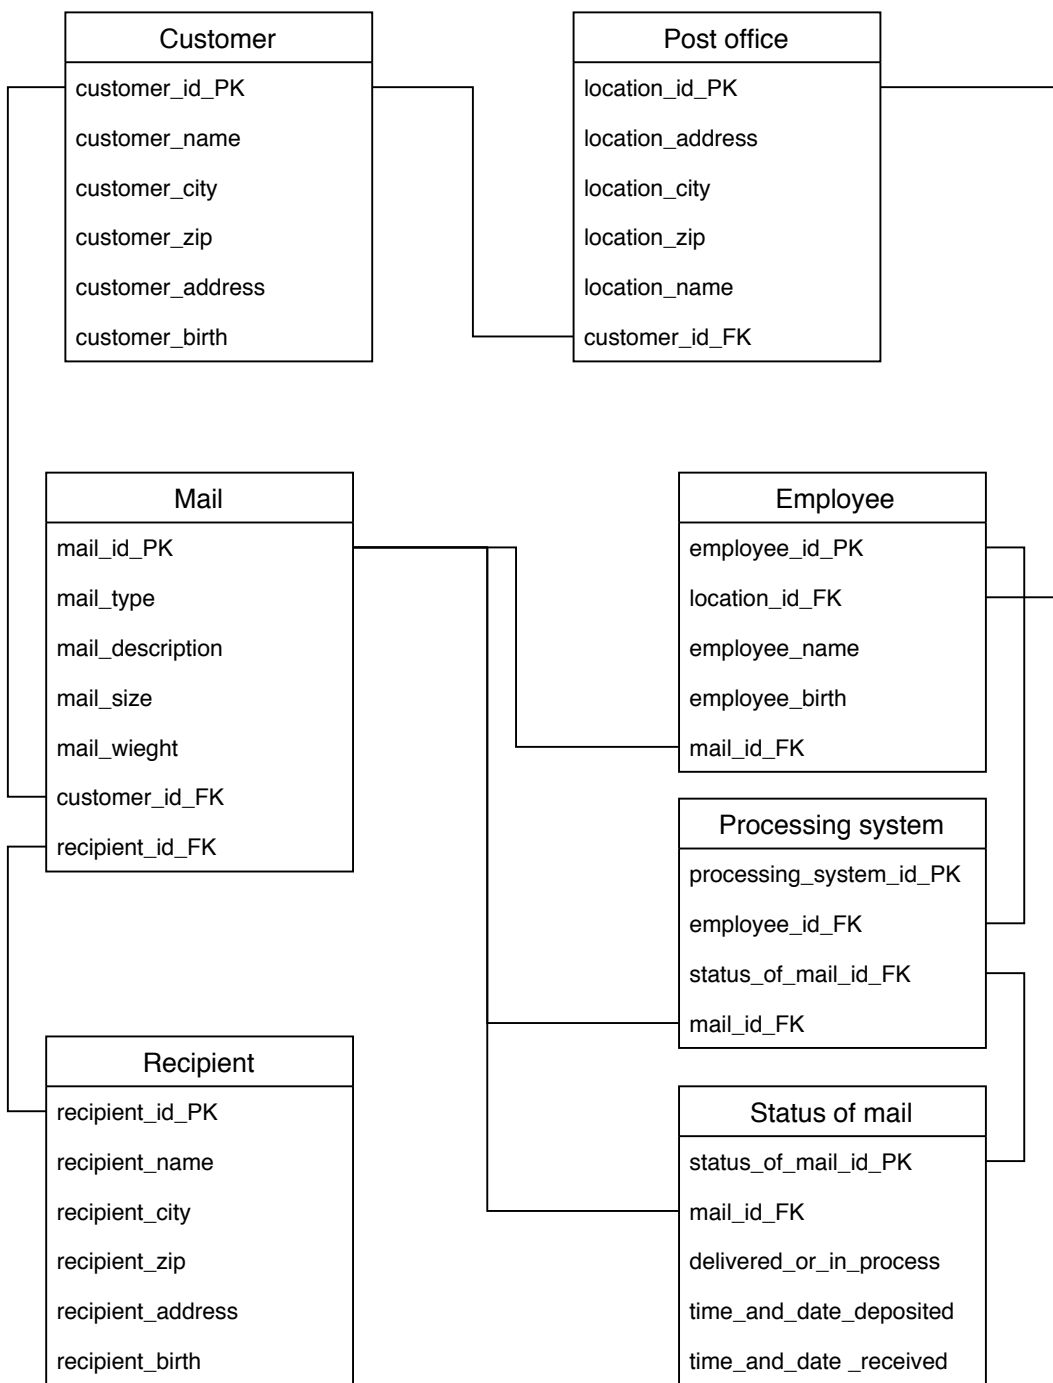 Customer
customer_id_PK
customer_name
customer_city
customer_zip
customer_address
customer_birth
Post office
location_id_PK
location_address
location_city
location_zip
location_name
customer_id_FK
Mail
mail_id_PK
mail_type
mail_description
mail_size
mail_wieght
customer_id_FK
recipient_id_FK
Employee
employee_id_PK
location_id_FK
employee_name
employee_birth
mail_id_FK
Processing system
processing_system_id_PK
employee_id_FK
status_of_mail_id_FK
mail_id_FK
Recipient
recipient_id_PK
recipient_name
recipient_city
recipient_zip
recipient_address
recipient_birth
Status of mail
status_of_mail_id_PK
mail_id_FK
delivered_or_in_process
time_and_date_deposited
time_and_date _received